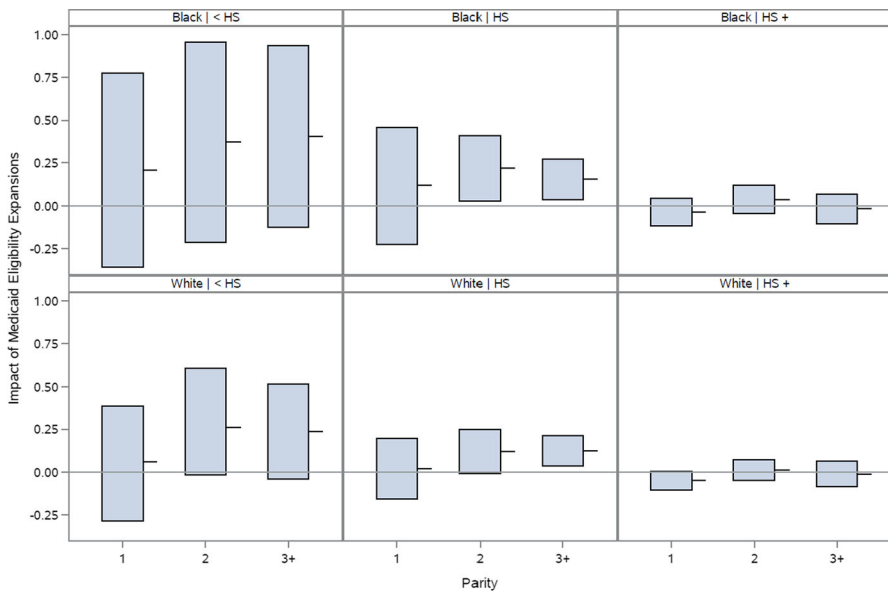 Black | < HS
Black | HS
Black | HS +
1.00
0.75
0.50
0.25
0.00
-0.25
White | < HS
White | HS
White | HS +
1.00
0.75
0.50
0.25
0.00
-0.25
Impact of Medicaid Eligibility Expansions
1 2 3+
1 2 3+
1 2 3+
Parity